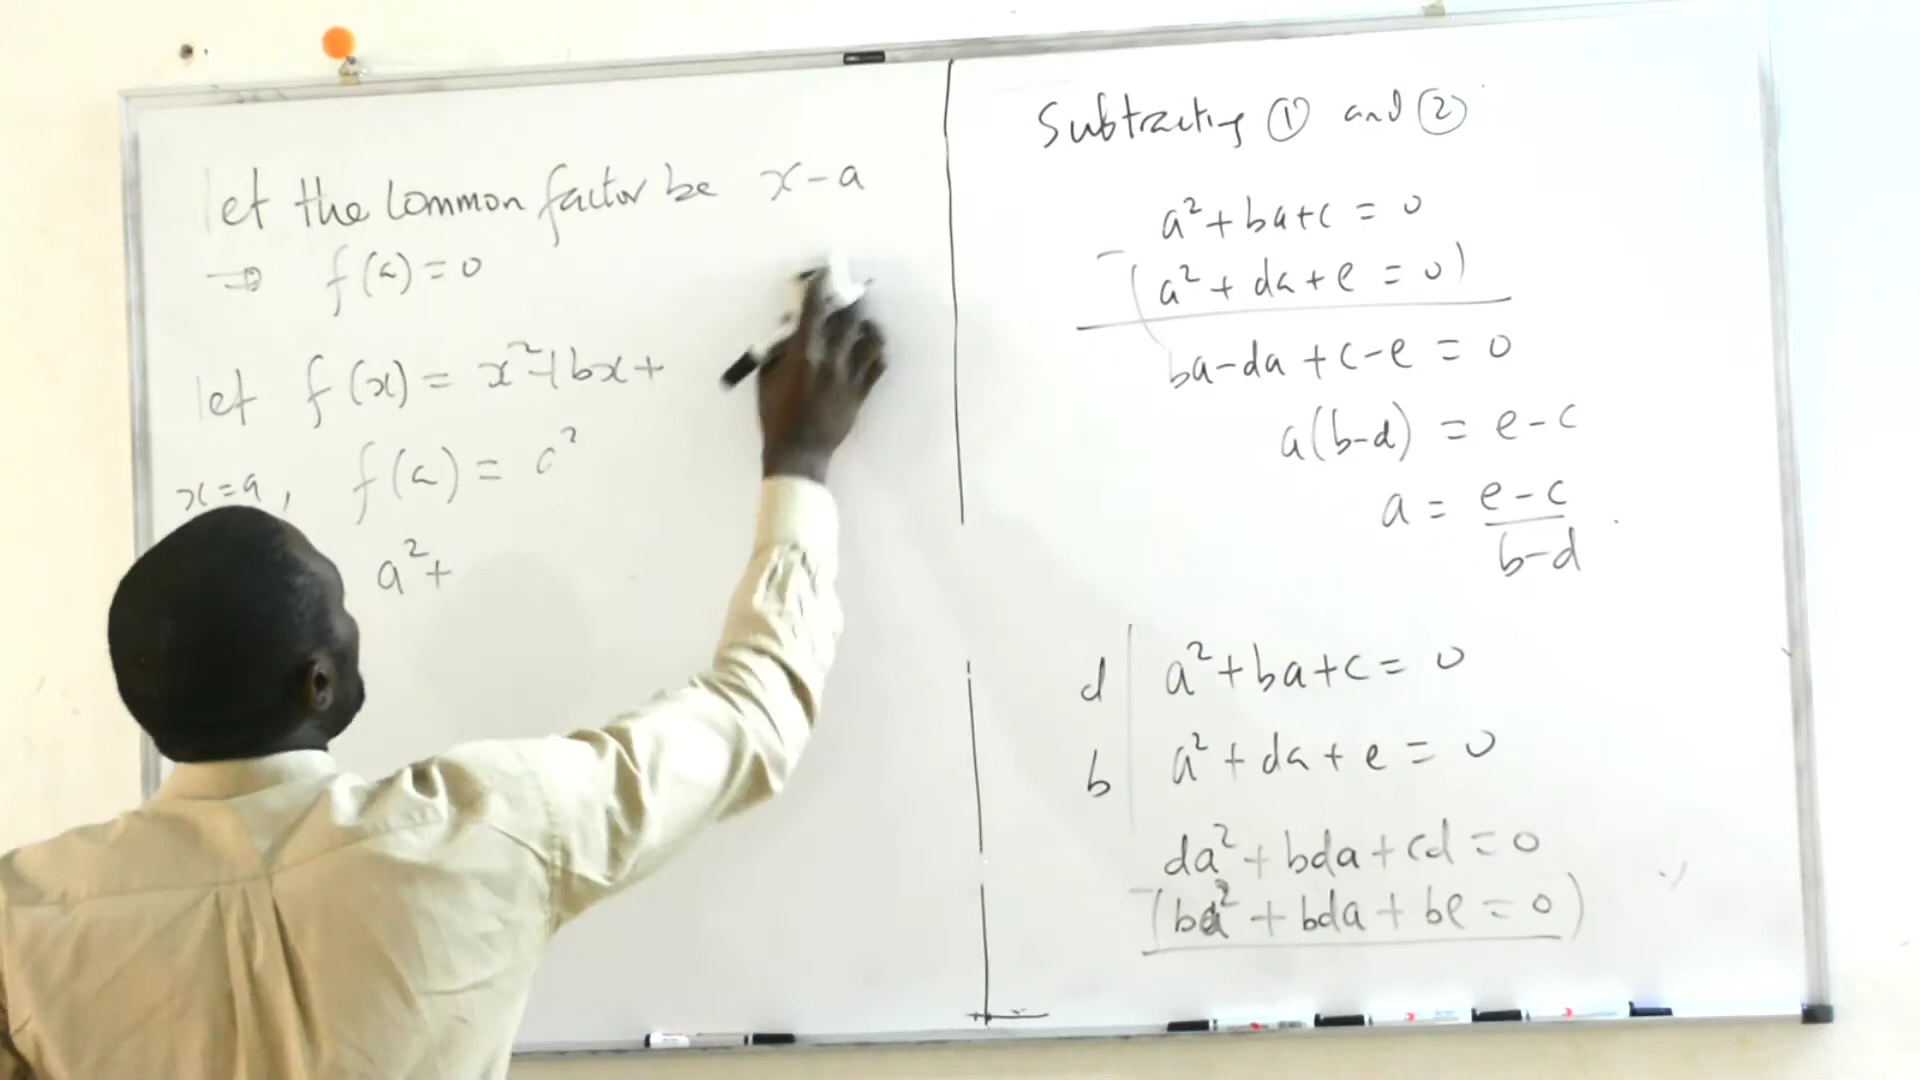 let the common factor be x-a
⇒ f(a) = 0
let f(x) = x²+bx+
x=a, f(a) = a²
a²+
Subtracting ① and ②
a²+ba+c = 0
-(a²+da+e = 0)
ba-da+c-e = 0
a(b-d) = e-c
a = e-c
b-d
d | a²+ba+c = 0
b | a²+da+e = 0
da²+bda+cd = 0
-(ba²+bda+be = 0)